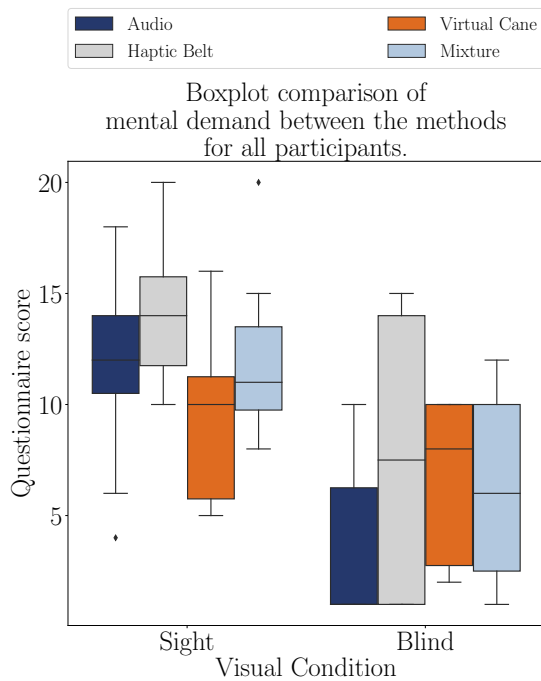 Audio
Haptic Belt
Virtual Cane
Mixture
Boxplot comparison of
mental demand between the methods
for all participants.
20
15
10
5
Questionnaire score
Sight
Blind
Visual Condition